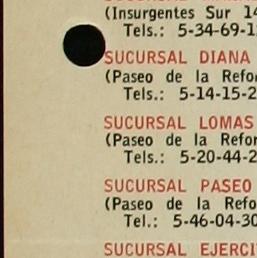 (Insurgentes Sur 14
Tels.: 5-34-69-1
SUCURSAL DIANA
(Paseo de la Refo
Tels.: 5-14-15-2
SUCURSAL LOMAS
(Paseo de la Refor
Tels.: 5-20-44-2
SUCURSAL PASEO
(Paseo de la Refo
Tel.: 5-46-04-30
SUCURSAL EJERCI